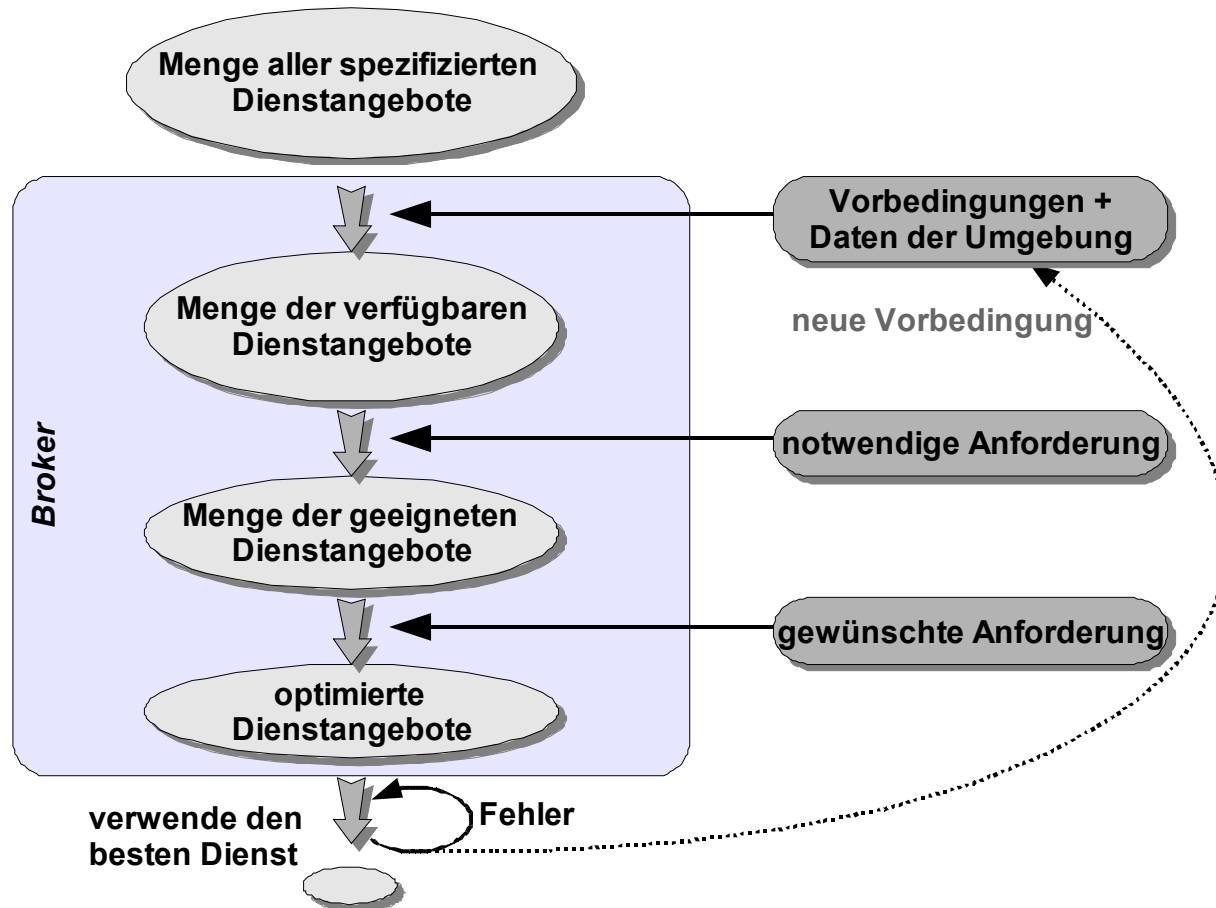 Menge aller spezifizierten
Dienstangebote
Vorbedingungen +
Daten der Umgebung
Menge der verfügbaren
Dienstangebote
neue Vorbedingung
Broker
notwendige Anforderung
Menge der geeigneten
Dienstangebote
gewünschte Anforderung
optimierte
Dienstangebote
verwende den
besten Dienst
Fehler